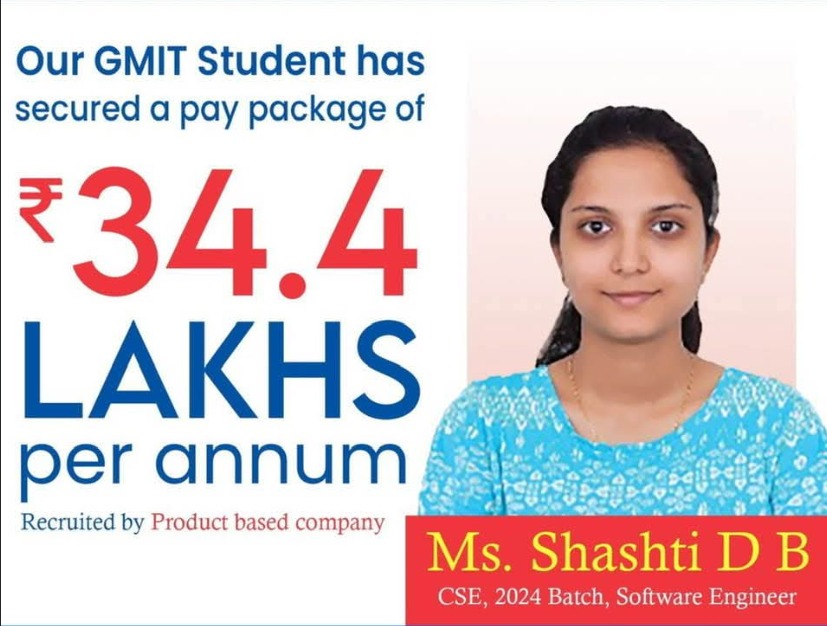 Our GMIT Student has
secured a pay package of
₹34.4
LAKHS
per annum
Recruited by Product based company
Ms. Shashti D B
CSE, 2024 Batch, Software Engineer